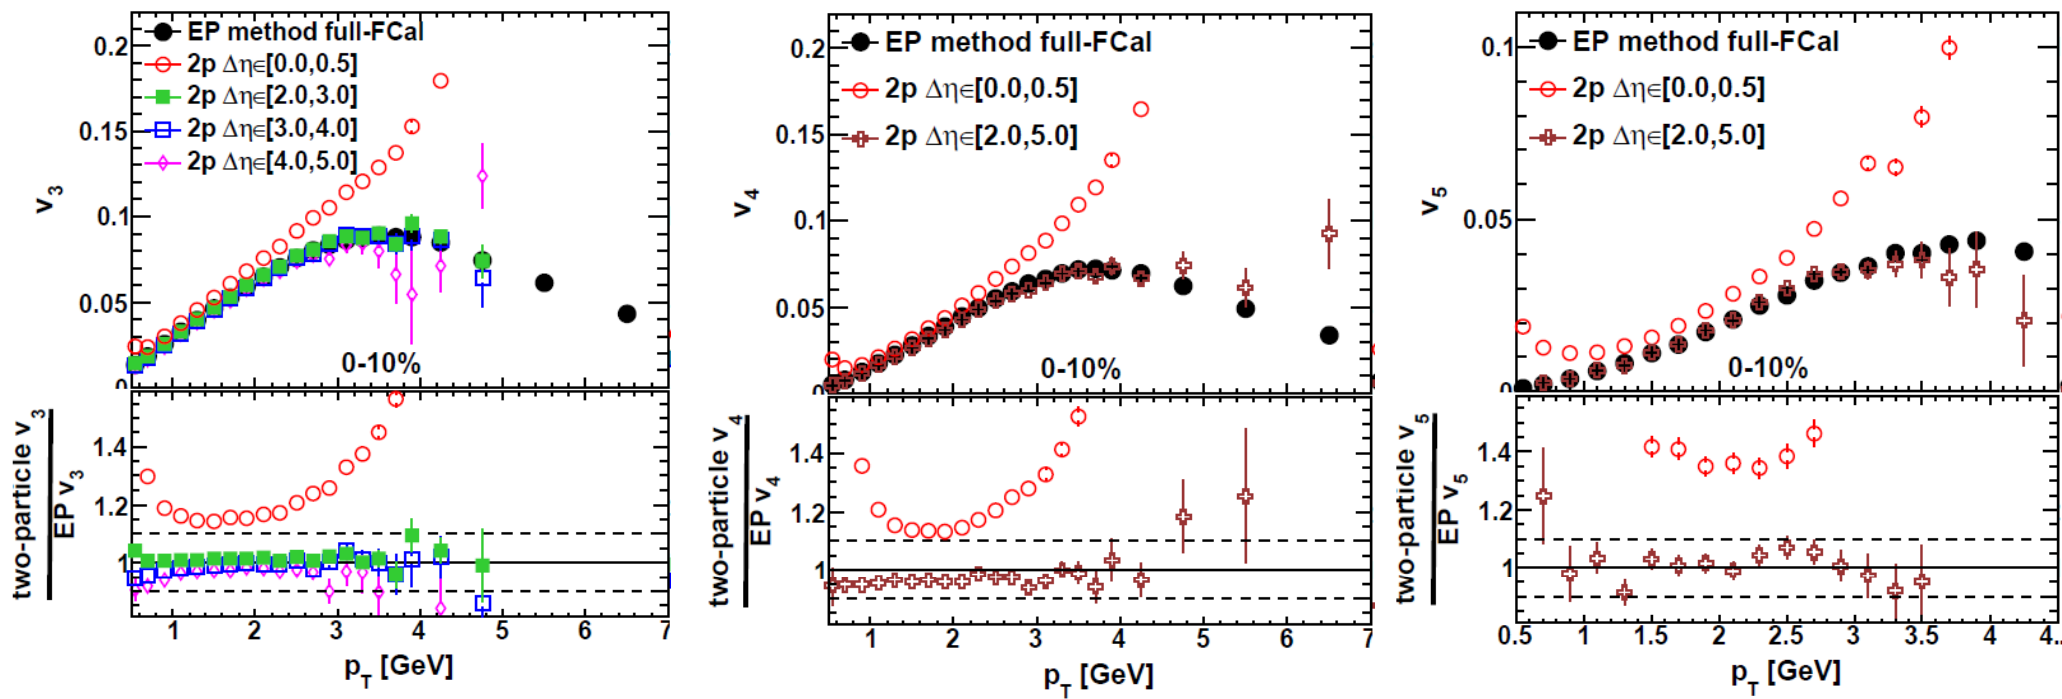 0.2
0.15
0.1
0.05
0
v3
EP method full-FCal
2p Δη∈[0.0,0.5]
2p Δη∈[2.0,3.0]
2p Δη∈[3.0,4.0]
2p Δη∈[4.0,5.0]
0-10%
two-particle v3
EP v3
1.4
1.2
1
1 2 3 4 5 6 7
pT [GeV]
0.2
0.15
0.1
0.05
0
v4
EP method full-FCal
2p Δη∈[0.0,0.5]
2p Δη∈[2.0,5.0]
0-10%
two-particle v4
EP v4
1.4
1.2
1
1 2 3 4 5 6 7
pT [GeV]
0.1
0.05
0
v5
EP method full-FCal
2p Δη∈[0.0,0.5]
2p Δη∈[2.0,5.0]
0-10%
two-particle v5
EP v5
1.4
1.2
1
0.5 1 1.5 2 2.5 3 3.5 4 4.
pT [GeV]